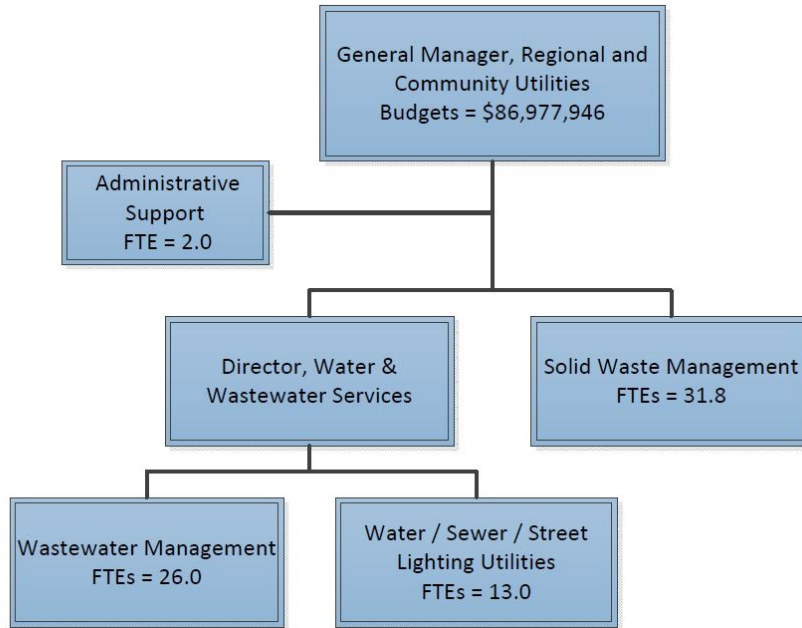 General Manager, Regional and
Community Utilities
Budgets = $86,977,946
Administrative
Support
FTE = 2.0
Director, Water &
Wastewater Services
Solid Waste Management
FTEs = 31.8
Wastewater Management
FTEs = 26.0
Water / Sewer / Street
Lighting Utilities
FTEs = 13.0